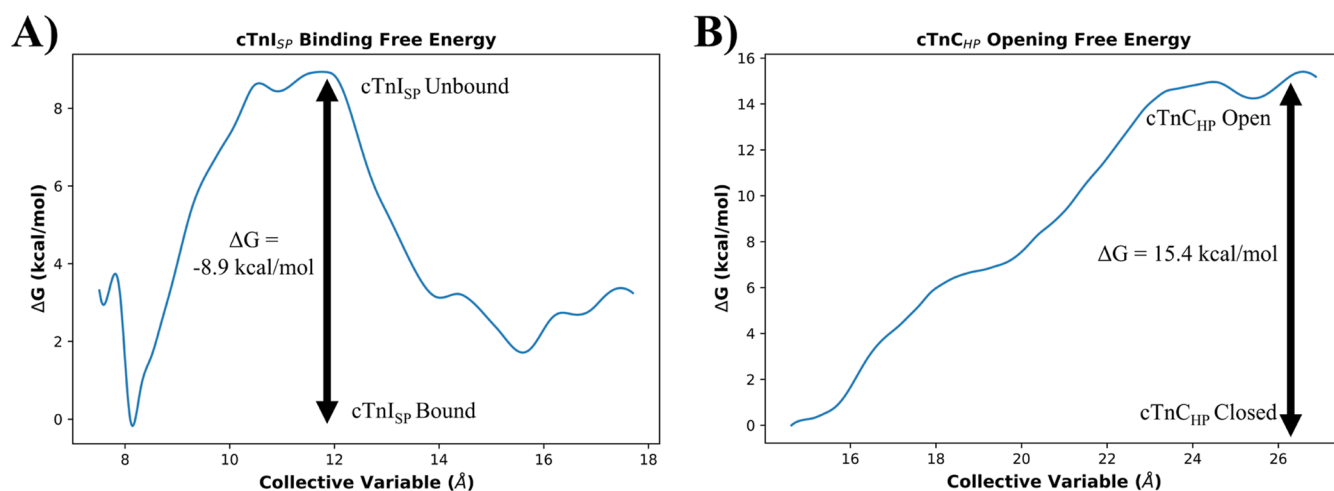 A)
cTnI_SP Binding Free Energy
ΔG (kcal/mol)
8
6
4
2
0
cTnI_SP Unbound
ΔG =
-8.9 kcal/mol
cTnI_SP Bound
8 10 12 14 16 18
Collective Variable (Å)
B)
cTnC_HP Opening Free Energy
ΔG (kcal/mol)
16
14
12
10
8
6
4
2
0
cTnC_HP Open
ΔG = 15.4 kcal/mol
cTnC_HP Closed
16 18 20 22 24 26
Collective Variable (Å)